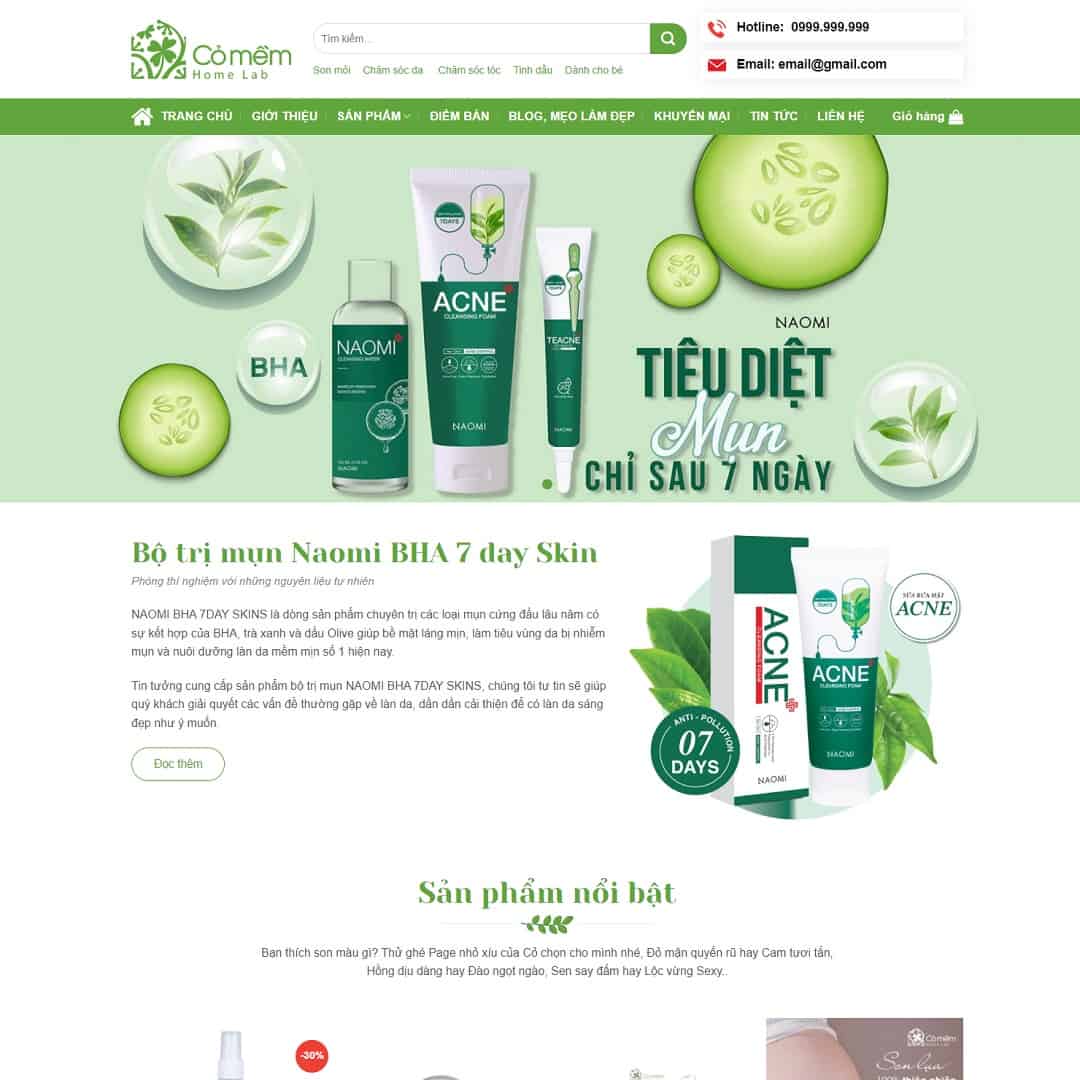 Cỏ mềm
Home Lab
Tìm kiếm...
Son môi Chăm sóc da Chăm sóc tóc Tinh dầu Dành cho bé
Hotline: 0999.999.999
Email: email@gmail.com
TRANG CHỦ GIỚI THIỆU SẢN PHẨM ĐIỂM BÁN BLOG, MẸO LÀM ĐẸP KHUYẾN MẠI TIN TỨC LIÊN HỆ Giỏ hàng
BHA
NAOMI
CLEANSING WATER
NAOMI
7DAYS
ACNE
CLEANSING FOAM
NAOMI
TEACNE
NAOMI
NAOMI
TIÊU DIỆT
Mụn
CHỈ SAU 7 NGÀY
Bộ trị mụn Naomi BHA 7 day Skin
Phòng thí nghiệm với những nguyên liệu tự nhiên
NAOMI BHA 7DAY SKINS là dòng sản phẩm chuyên trị các loại mụn cứng đầu lâu năm có
sự kết hợp của BHA, trà xanh và dầu Olive giúp bề mặt láng mịn, làm tiêu vùng da bị nhiễm
mụn và nuôi dưỡng làn da mềm mịn số 1 hiện nay.
Tin tưởng cung cấp sản phẩm bộ trị mụn NAOMI BHA 7DAY SKINS, chúng tôi tự tin sẽ giúp
quý khách giải quyết các vấn đề thường gặp về làn da, dần dần cải thiện để có làn da sáng
đẹp như ý muốn.
Đọc thêm
ACNE
CLEANSING FOAM
NAOMI
7DAYS
ACNE
CLEANSING FOAM
NAOMI
SỮA RỬA MẶT
ACNE
ANTI - POLLUTION
07
DAYS
Sản phẩm nổi bật
Bạn thích son màu gì? Thử ghé Page nhỏ xíu của Cỏ chọn cho mình nhé, Đỏ mận quyến rũ hay Cam tươi tắn,
Hồng dịu dàng hay Đào ngọt ngào, Sen say đắm hay Lộc vừng Sexy..
-30%
Cỏ mềm
Son lụa